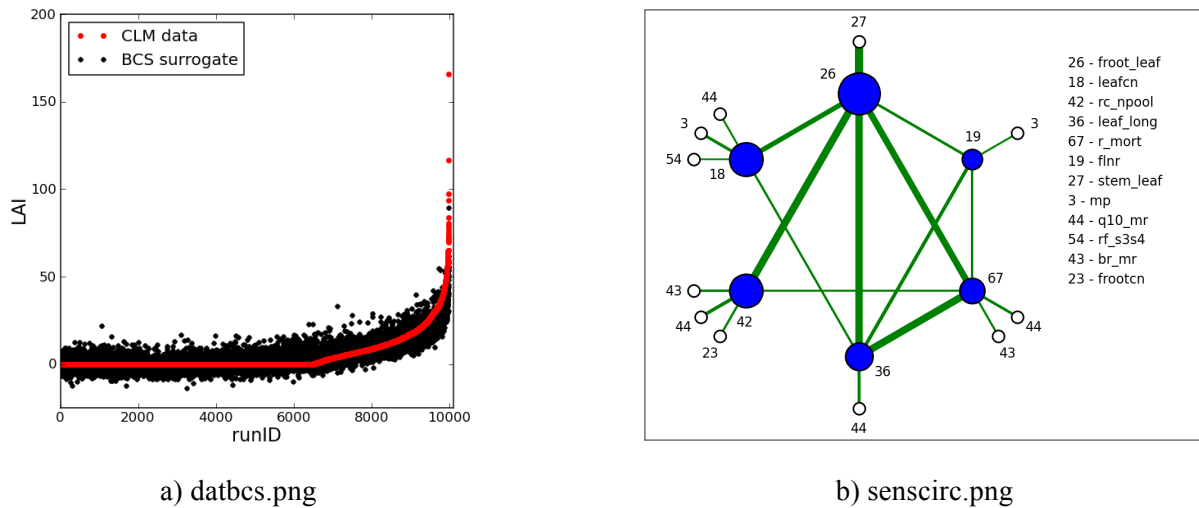 200
150
100
50
0
LAI
CLM data
BCS surrogate
0
2000
4000
6000
8000
10000
runID
a) datbcs.png
27
26
44
3
54
18
19
3
43
44
23
42
67
44
43
36
44
26 - froot_leaf
18 - leafcn
42 - rc_npool
36 - leaf_long
67 - r_mort
19 - flnr
27 - stem_leaf
3 - mp
44 - q10_mr
54 - rf_s3s4
43 - br_mr
23 - frootcn
b) senscirc.png